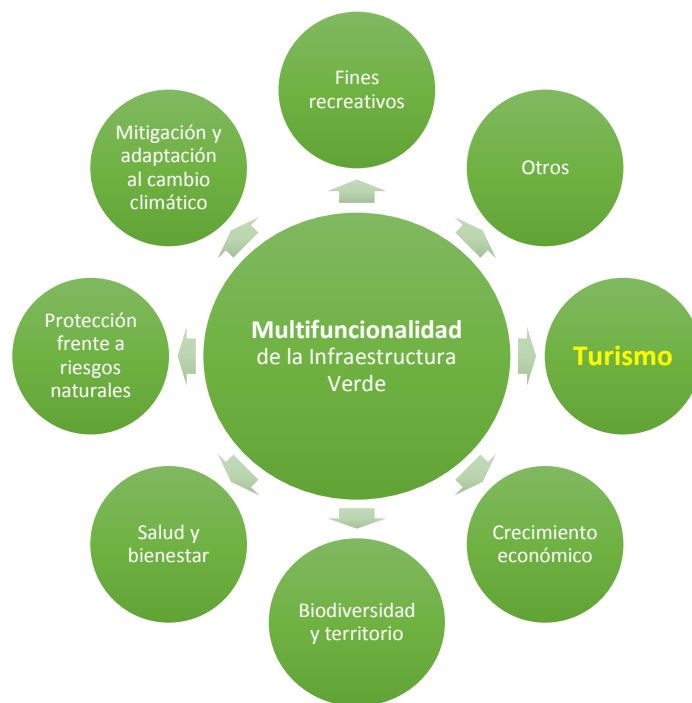 Fines
recreativos
Otros
Turismo
Crecimiento
económico
Biodiversidad
y territorio
Salud y
bienestar
Protección
frente a
riesgos
naturales
Mitigación y
adaptación
al cambio
climático
Multifuncionalidad
de la Infraestructura
Verde